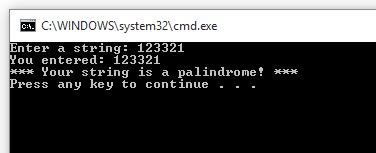 C:\WINDOWS\system32\cmd.exe
Enter a string: 123321
You entered: 123321
*** Your string is a palindrome! ***
Press any key to continue . . .